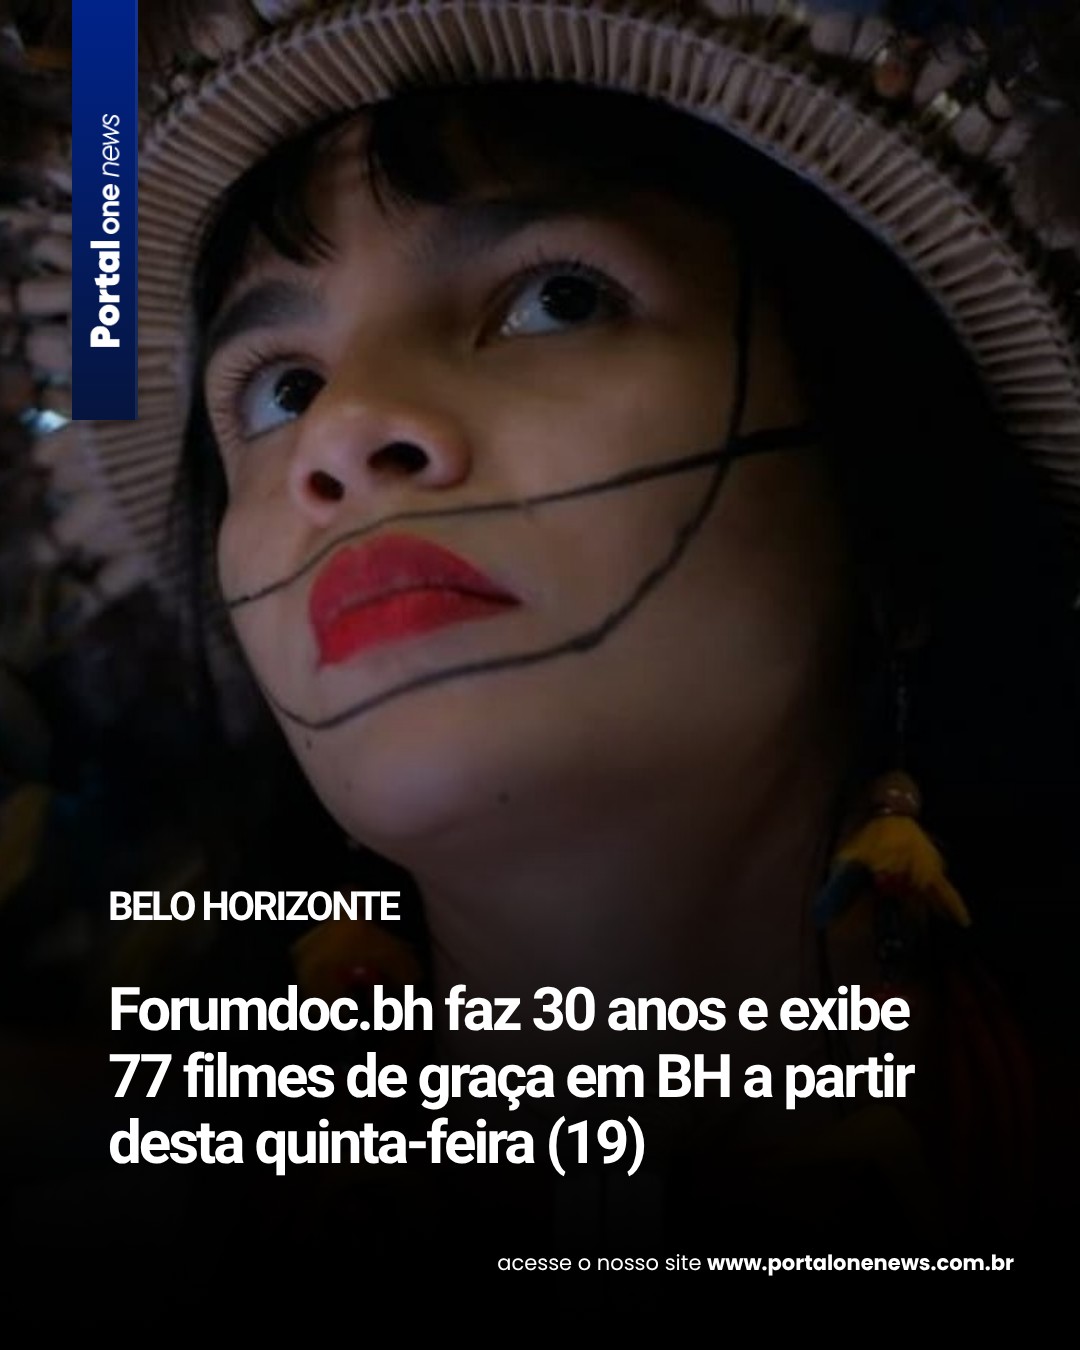 Portal one news
BELO HORIZONTE
Forumdoc.bh faz 30 anos e exibe
77 filmes de graça em BH a partir
desta quinta-feira (19)
acesse o nosso site www.portalonenews.com.br